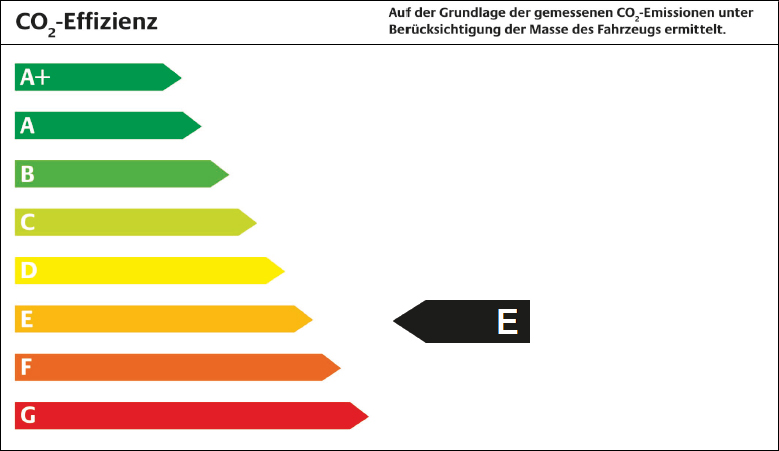 CO₂-Effizienz
Auf der Grundlage der gemessenen CO₂-Emissionen unter
Berücksichtigung der Masse des Fahrzeugs ermittelt.
A+
A
B
C
D
E
E
F
G